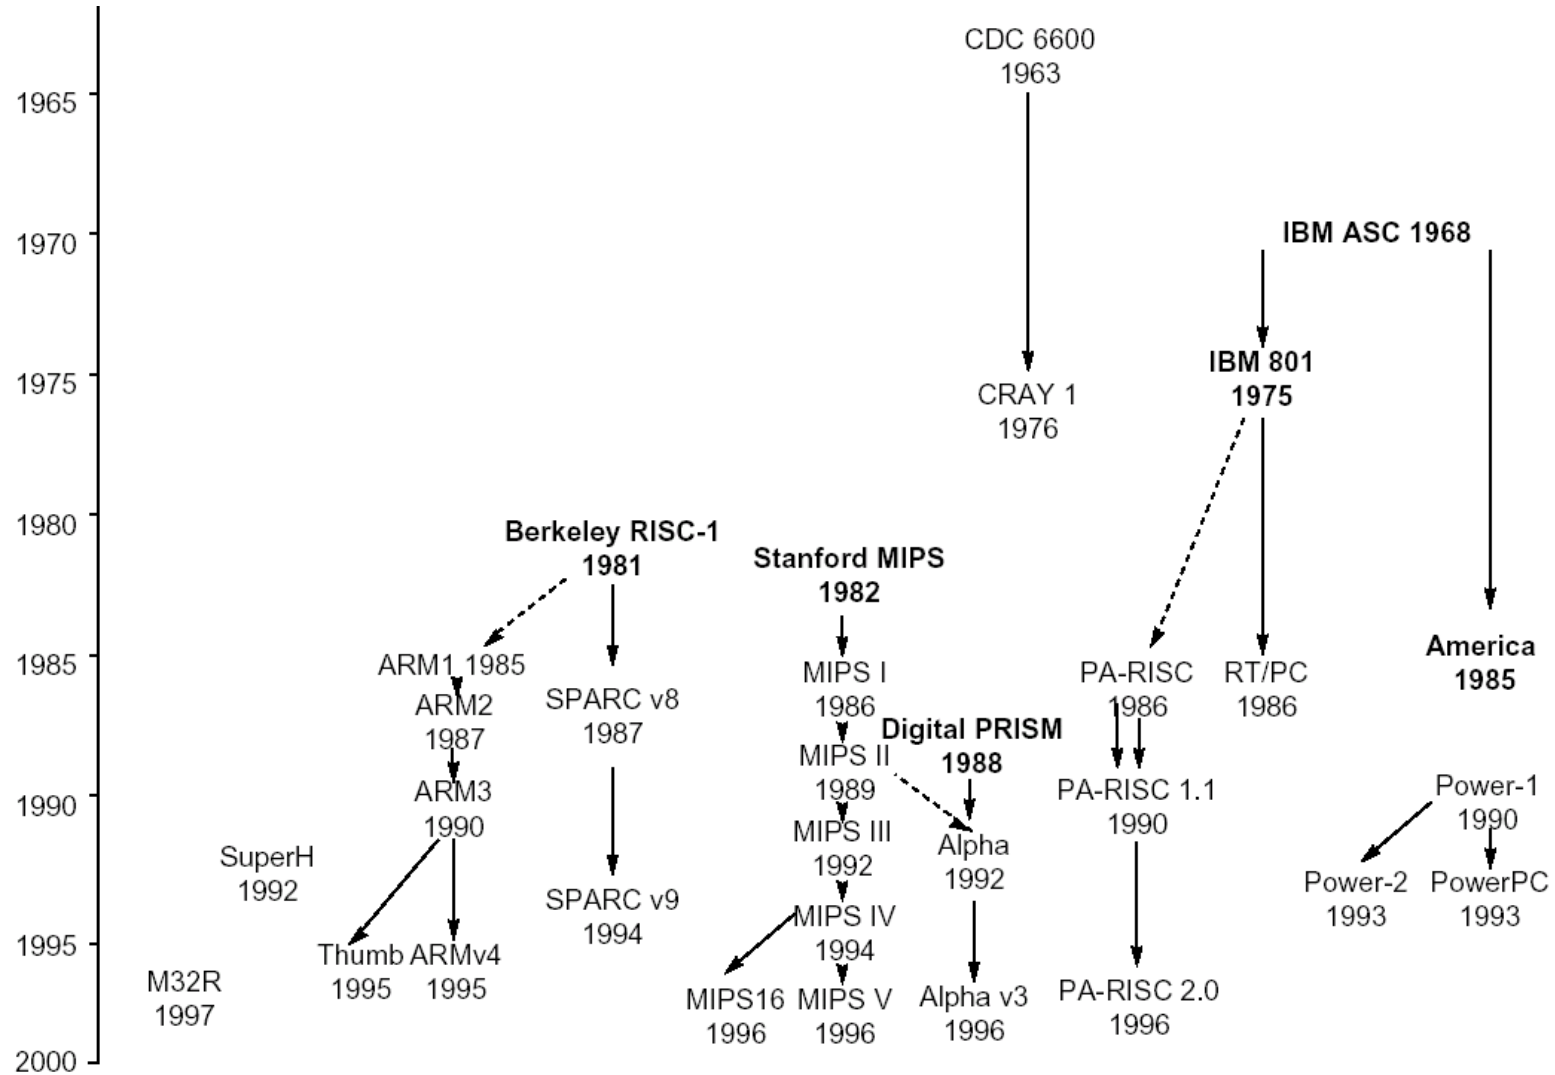 CDC 6600
1963
1965
1970
IBM ASC 1968
IBM 801
1975
1975
CRAY 1
1976
1980
Berkeley RISC-1
1981
Stanford MIPS
1982
1985
ARM1 1985
ARM2
1987
ARM3
1990
SPARC v8
1987
MIPS I
1986
MIPS II
1989
Digital PRISM
1988
PA-RISC
1986
RT/PC
1986
America
1985
1990
MIPS III
1992
Alpha
1992
PA-RISC 1.1
1990
Power-1
1990
Power-2
1993
PowerPC
1993
SuperH
1992
SPARC v9
1994
MIPS IV
1994
1995
M32R
1997
Thumb
1995
ARMv4
1995
MIPS16
1996
MIPS V
1996
Alpha v3
1996
PA-RISC 2.0
1996
2000